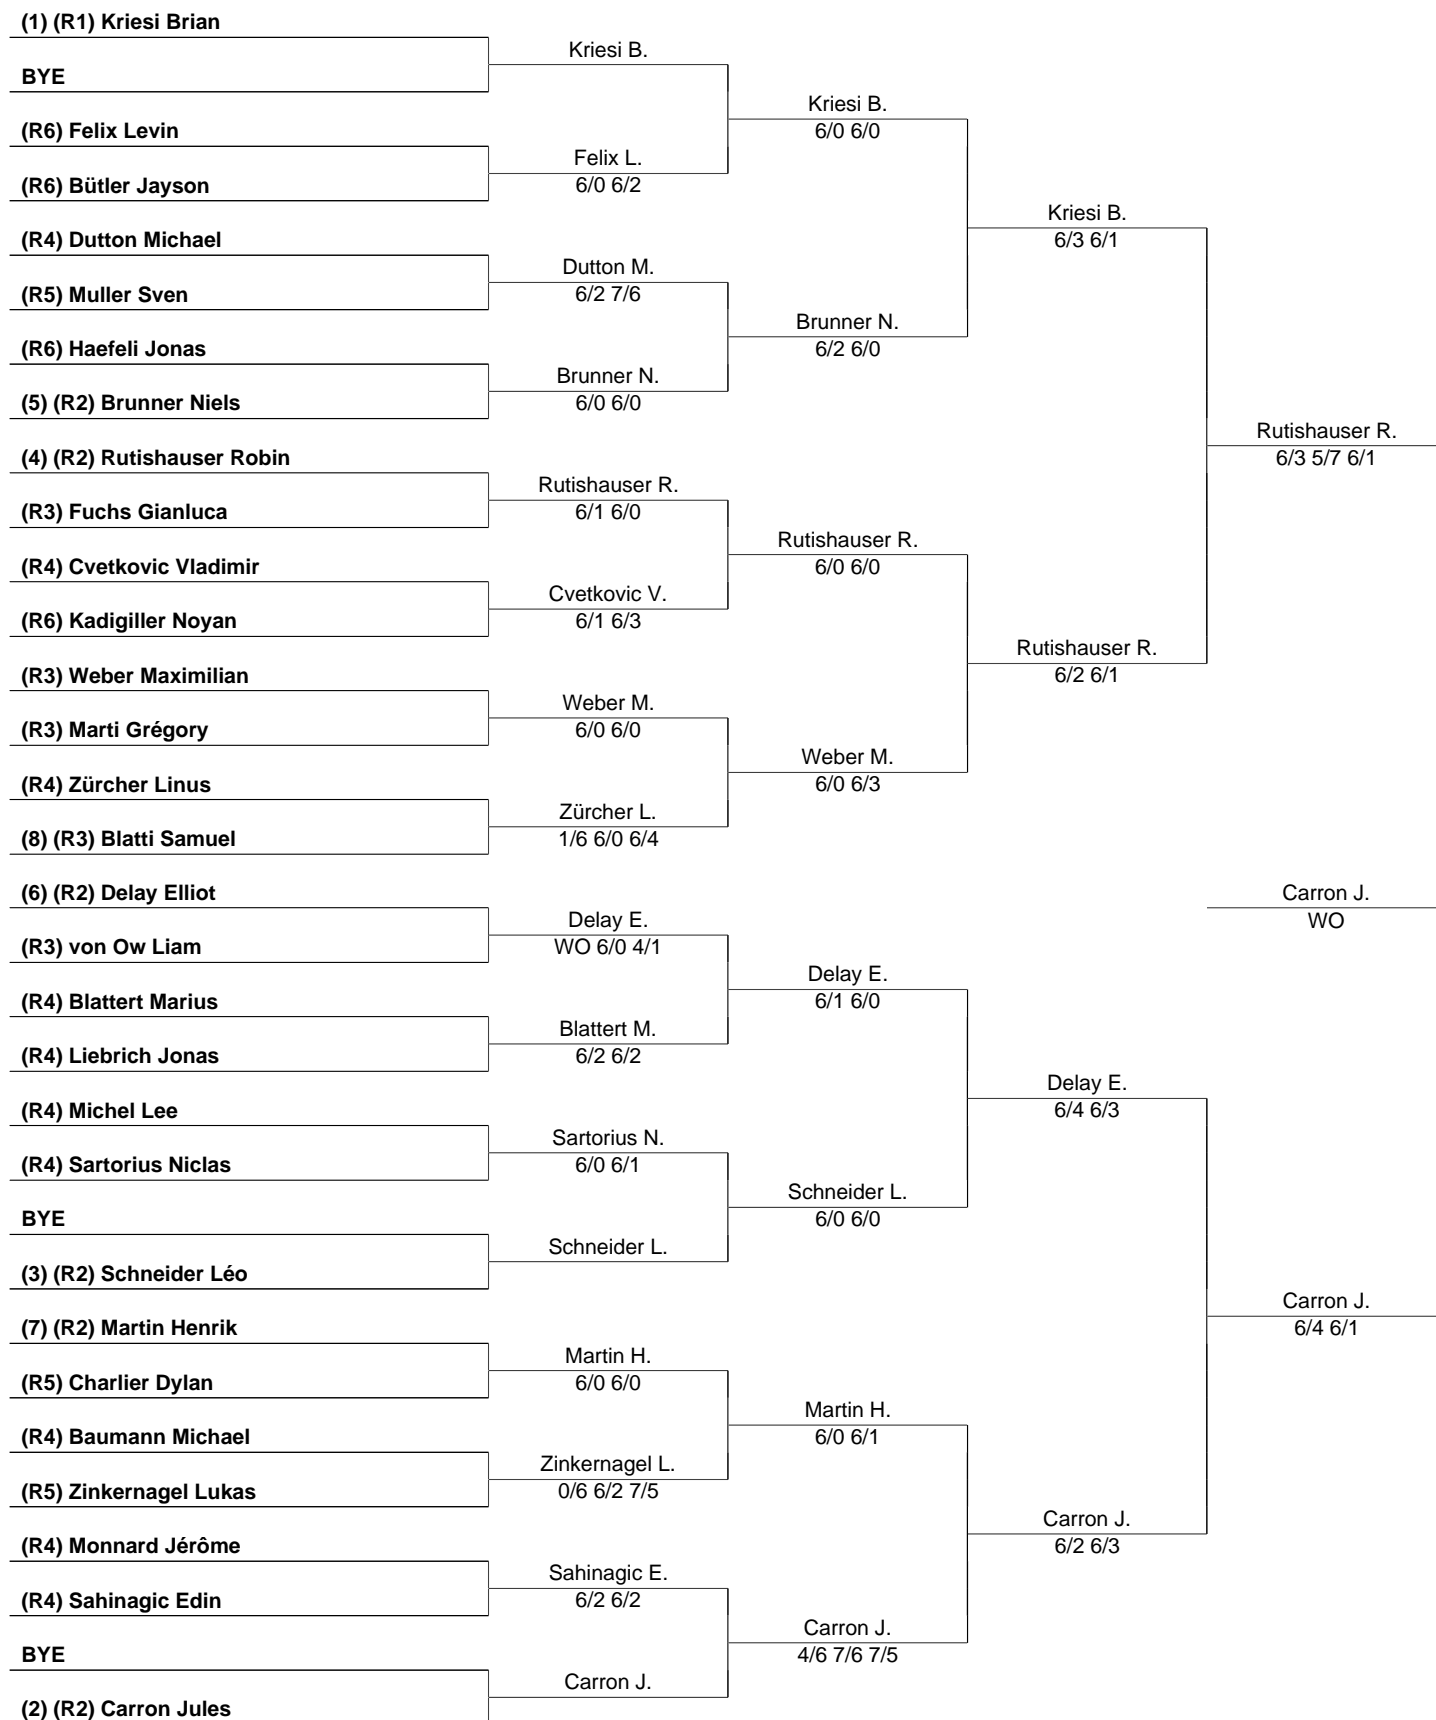 (1) (R1) Kriesi Brian
Kriesi B.
BYE
Kriesi B.
6/0 6/0
(R6) Felix Levin
Felix L.
6/0 6/2
(R6) Bütler Jayson
Kriesi B.
6/3 6/1
(R4) Dutton Michael
Dutton M.
6/2 7/6
(R5) Muller Sven
Brunner N.
6/2 6/0
(R6) Haefeli Jonas
Brunner N.
6/0 6/0
(5) (R2) Brunner Niels
Rutishauser R.
6/3 5/7 6/1
(4) (R2) Rutishauser Robin
Rutishauser R.
6/1 6/0
(R3) Fuchs Gianluca
Rutishauser R.
6/0 6/0
(R4) Cvetkovic Vladimir
Cvetkovic V.
6/1 6/3
(R6) Kadigiller Noyan
Rutishauser R.
6/2 6/1
(R3) Weber Maximilian
Weber M.
6/0 6/0
(R3) Marti Grégory
Weber M.
6/0 6/3
(R4) Zürcher Linus
Zürcher L.
1/6 6/0 6/4
(8) (R3) Blatti Samuel
Carron J.
WO
(6) (R2) Delay Elliot
Delay E.
WO 6/0 4/1
(R3) von Ow Liam
Delay E.
6/1 6/0
(R4) Blattert Marius
Blattert M.
6/2 6/2
(R4) Liebrich Jonas
Delay E.
6/4 6/3
(R4) Michel Lee
Sartorius N.
6/0 6/1
(R4) Sartorius Niclas
Schneider L.
6/0 6/0
BYE
Schneider L.
(3) (R2) Schneider Léo
Carron J.
6/4 6/1
(7) (R2) Martin Henrik
Martin H.
6/0 6/0
(R5) Charlier Dylan
Martin H.
6/0 6/1
(R4) Baumann Michael
Zinkernagel L.
0/6 6/2 7/5
(R5) Zinkernagel Lukas
Carron J.
6/2 6/3
(R4) Monnard Jérôme
Sahinagic E.
6/2 6/2
(R4) Sahinagic Edin
Carron J.
4/6 7/6 7/5
BYE
Carron J.
(2) (R2) Carron Jules